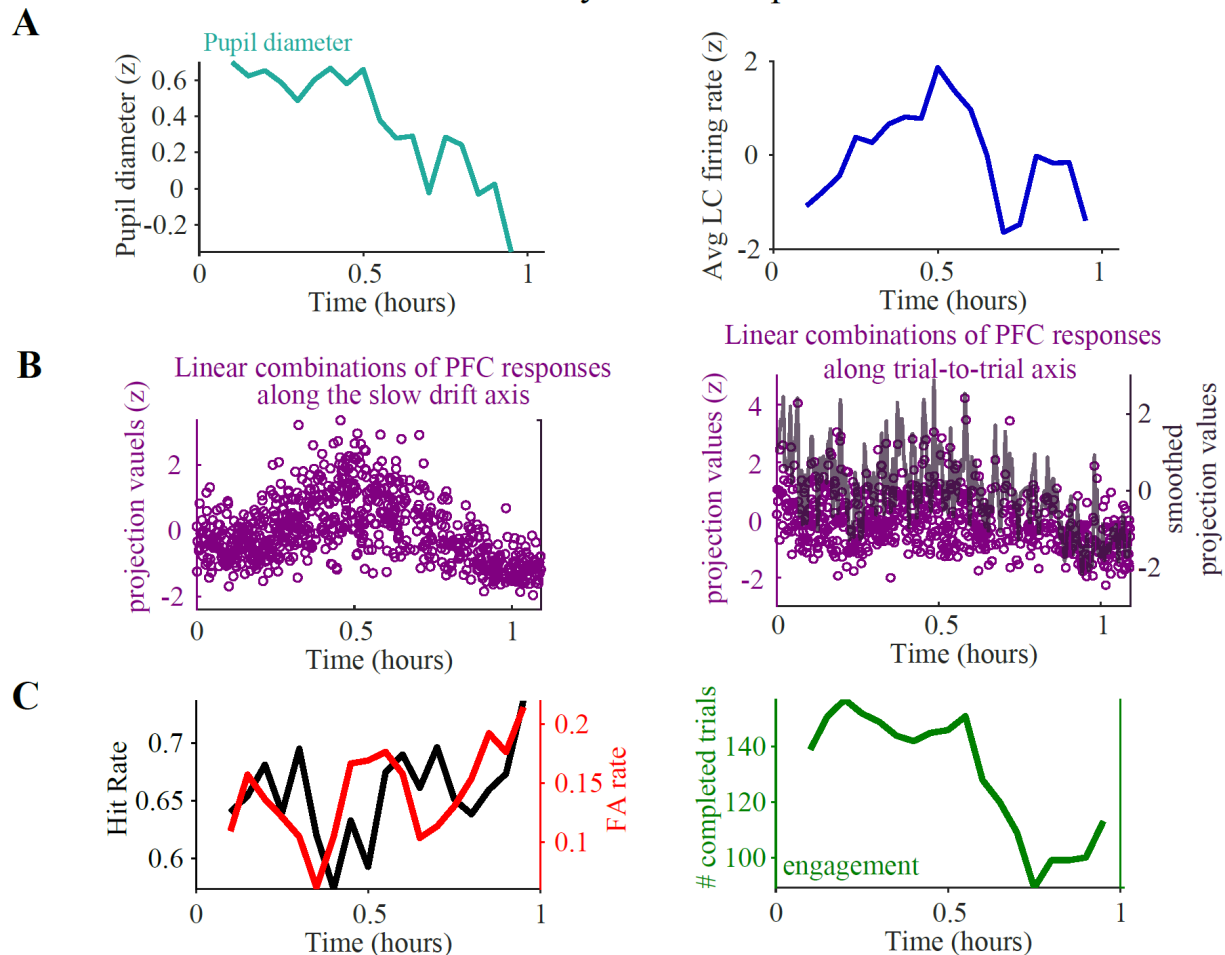 A
Pupil diameter
Pupil diameter (z)
0.6
0.4
0.2
0
-0.2
0
0.5
1
Time (hours)
Avg LC firing rate (z)
2
0
-2
0
0.5
1
Time (hours)
B
Linear combinations of PFC responses
along the slow drift axis
projection vauels (z)
2
0
-2
0
0.5
1
Time (hours)
Linear combinations of PFC responses
along trial-to-trial axis
projection values (z)
4
2
0
-2
0
0.5
1
Time (hours)
2
0
-2
smoothed
projection values
C
Hit Rate
0.7
0.65
0.6
0
0.5
1
Time (hours)
0.2
0.15
0.1
FA rate
# completed trials
140
120
100
engagement
0
0.5
1
Time (hours)